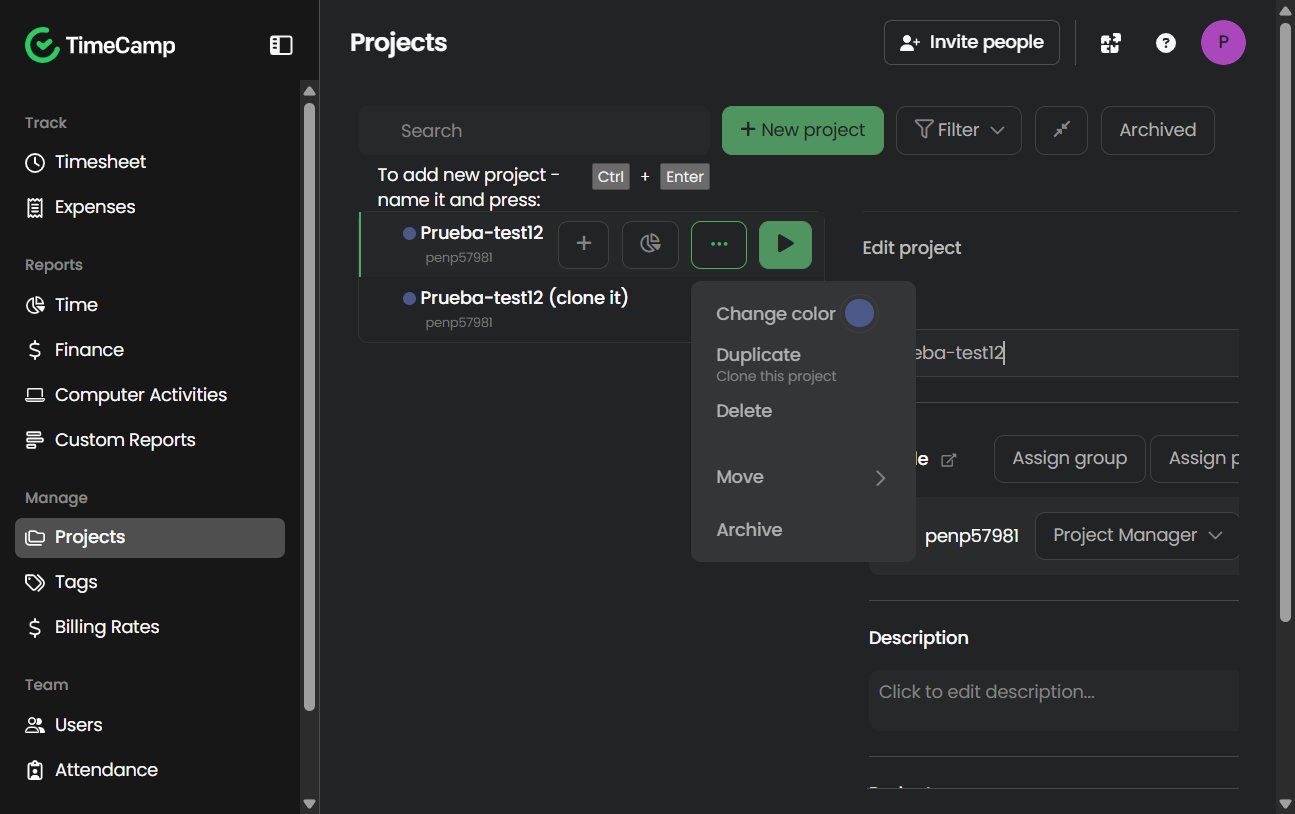 TimeCamp
Track
Timesheet
Expenses
Reports
Time
Finance
Computer Activities
Custom Reports
Manage
Projects
Tags
Billing Rates
Team
Users
Attendance
Projects
Invite people
P
Search
New project
Filter
Archived
To add new project - Ctrl + Enter
name it and press:
Prueba-test12
penp57981
Prueba-test12 (clone it)
penp57981
Change color
Duplicate
Clone this project
Delete
Move
Archive
Edit project
eba-test12
le
Assign group
Assign p
penp57981
Project Manager
Description
Click to edit description...